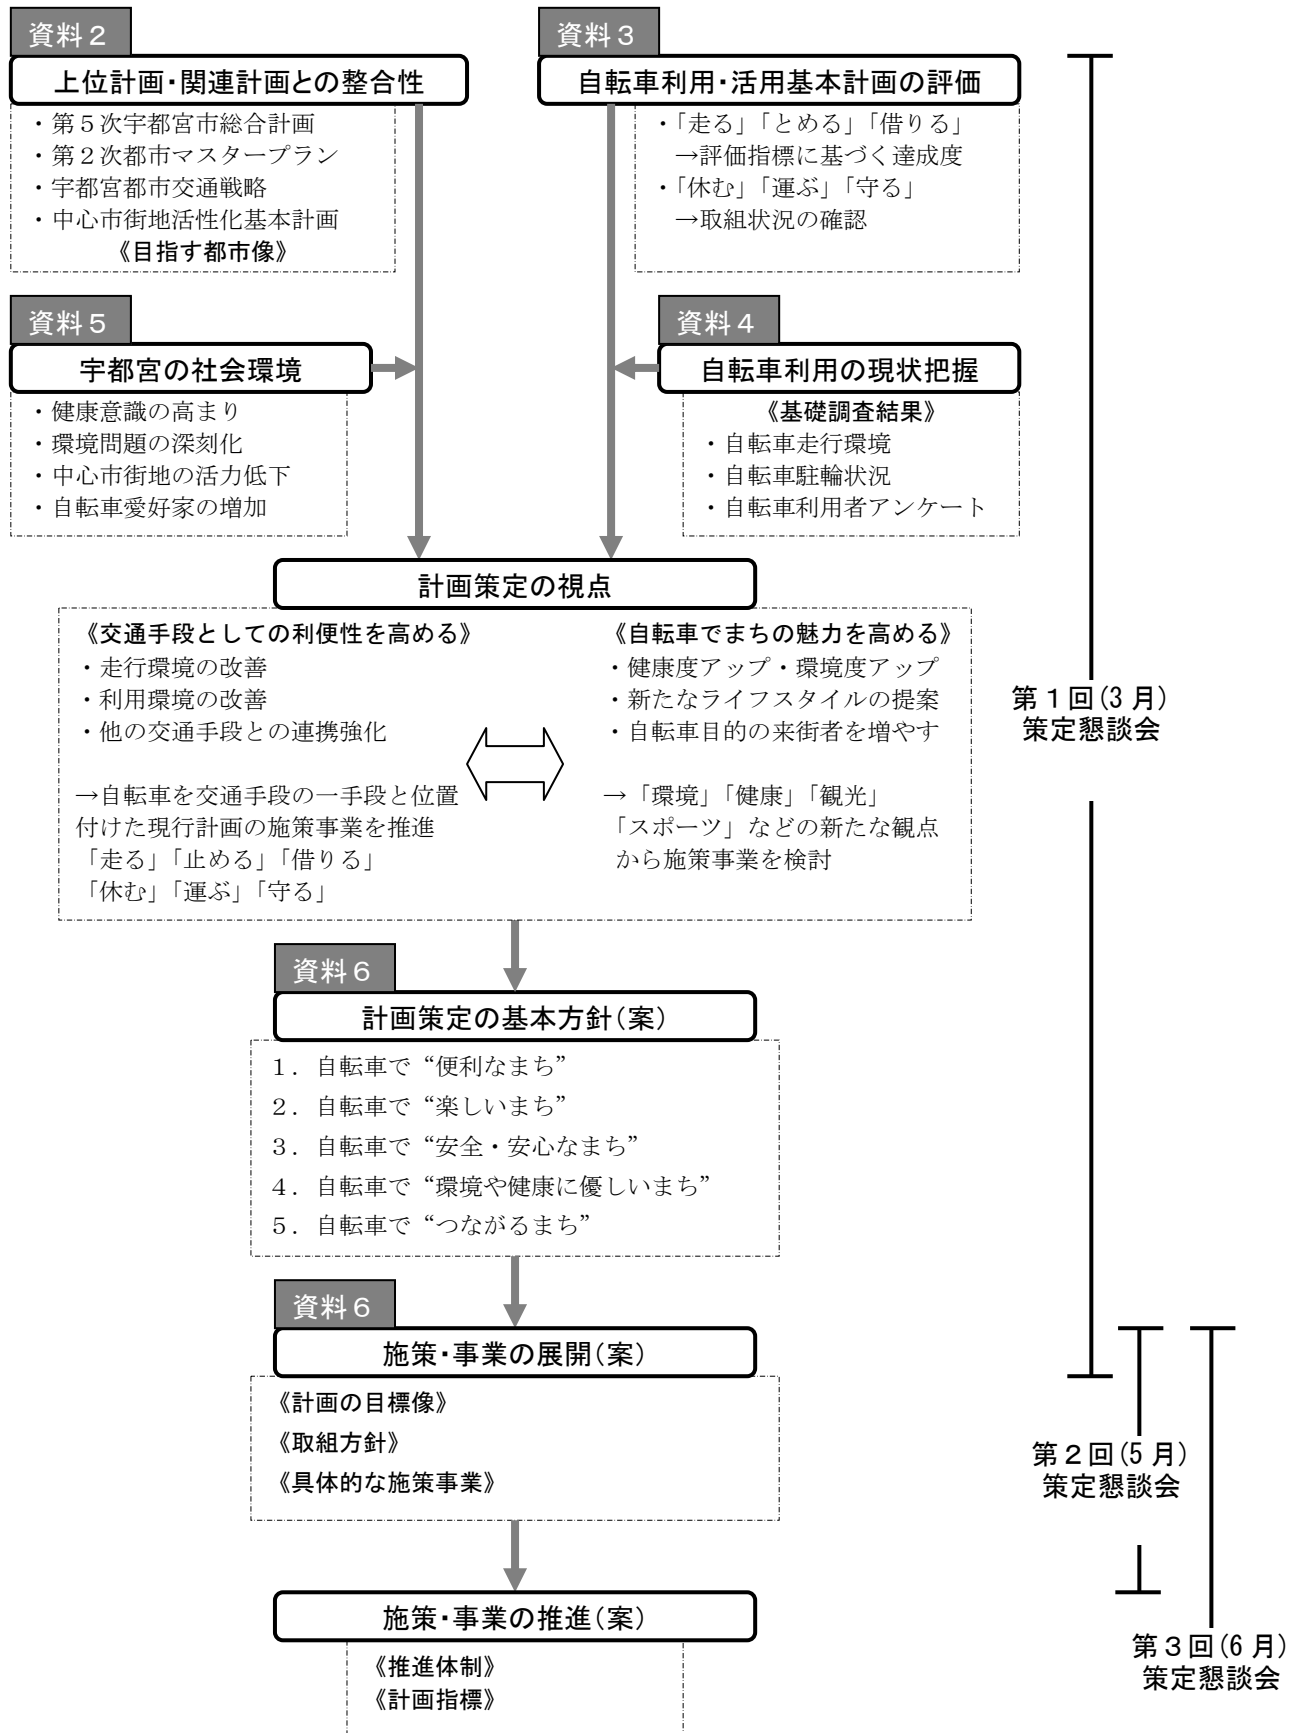 資料２
上位計画・関連計画との整合性
・第５次宇都宮市総合計画
・第２次都市マスタープラン
・宇都宮都市交通戦略
・中心市街地活性化基本計画
《目指す都市像》
資料３
自転車利用・活用基本計画の評価
・「走る」「とめる」「借りる」
→評価指標に基づく達成度
・「休む」「運ぶ」「守る」
→取組状況の確認
資料５
宇都宮の社会環境
・健康意識の高まり
・環境問題の深刻化
・中心市街地の活力低下
・自転車愛好家の増加
資料４
自転車利用の現状把握
《基礎調査結果》
・自転車走行環境
・自転車駐輪状況
・自転車利用者アンケート
計画策定の視点
《交通手段としての利便性を高める》
・走行環境の改善
・利用環境の改善
・他の交通手段との連携強化
→自転車を交通手段の一手段と位置
付けた現行計画の施策事業を推進
「走る」「止める」「借りる」
「休む」「運ぶ」「守る」
《自転車でまちの魅力を高める》
・健康度アップ・環境度アップ
・新たなライフスタイルの提案
・自転車目的の来街者を増やす
→「環境」「健康」「観光」
「スポーツ」などの新たな観点
から施策事業を検討
第１回(3月)
策定懇談会
資料６
計画策定の基本方針(案)
１．自転車で“便利なまち”
２．自転車で“楽しいまち”
３．自転車で“安全・安心なまち”
４．自転車で“環境や健康に優しいまち”
５．自転車で“つながるまち”
資料６
施策・事業の展開(案)
《計画の目標像》
《取組方針》
《具体的な施策事業》
第２回(5月)
策定懇談会
施策・事業の推進(案)
《推進体制》
《計画指標》
第３回(6月)
策定懇談会